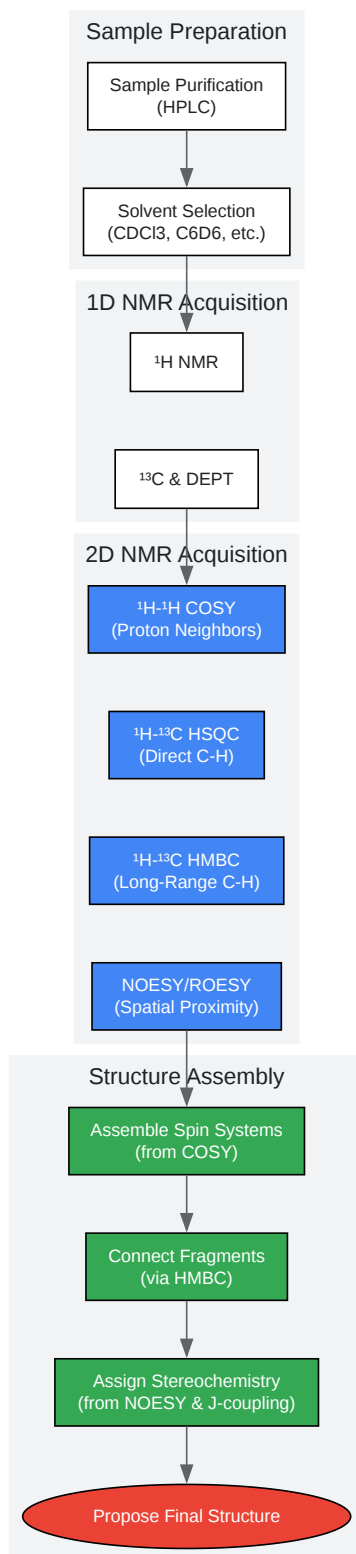 Sample Preparation
Sample Purification
(HPLC)
Solvent Selection
(CDCl3, C6D6, etc.)
1D NMR Acquisition
¹H NMR
¹³C & DEPT
2D NMR Acquisition
¹H-¹H COSY
(Proton Neighbors)
¹H-¹³C HSQC
(Direct C-H)
¹H-¹³C HMBC
(Long-Range C-H)
NOESY/ROESY
(Spatial Proximity)
Structure Assembly
Assemble Spin Systems
(from COSY)
Connect Fragments
(via HMBC)
Assign Stereochemistry
(from NOESY & J-coupling)
Propose Final Structure